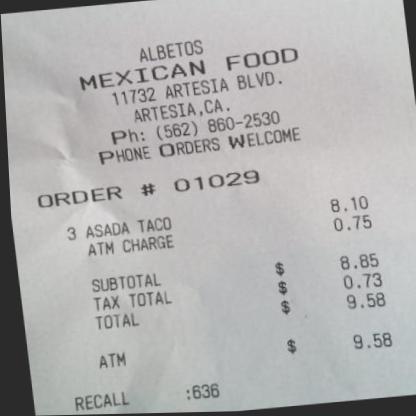 ALBETOS
MEXICAN FOOD
11732 ARTESIA BLVD.
ARTESIA,CA.
Ph: (562) 860-2530
PHONE ORDERS WELCOME
ORDER # 01029
3 ASADA TACO 8.10
ATM CHARGE 0.75
SUBTOTAL $ 8.85
TAX TOTAL $ 0.73
TOTAL $ 9.58
ATM $ 9.58
RECALL :636